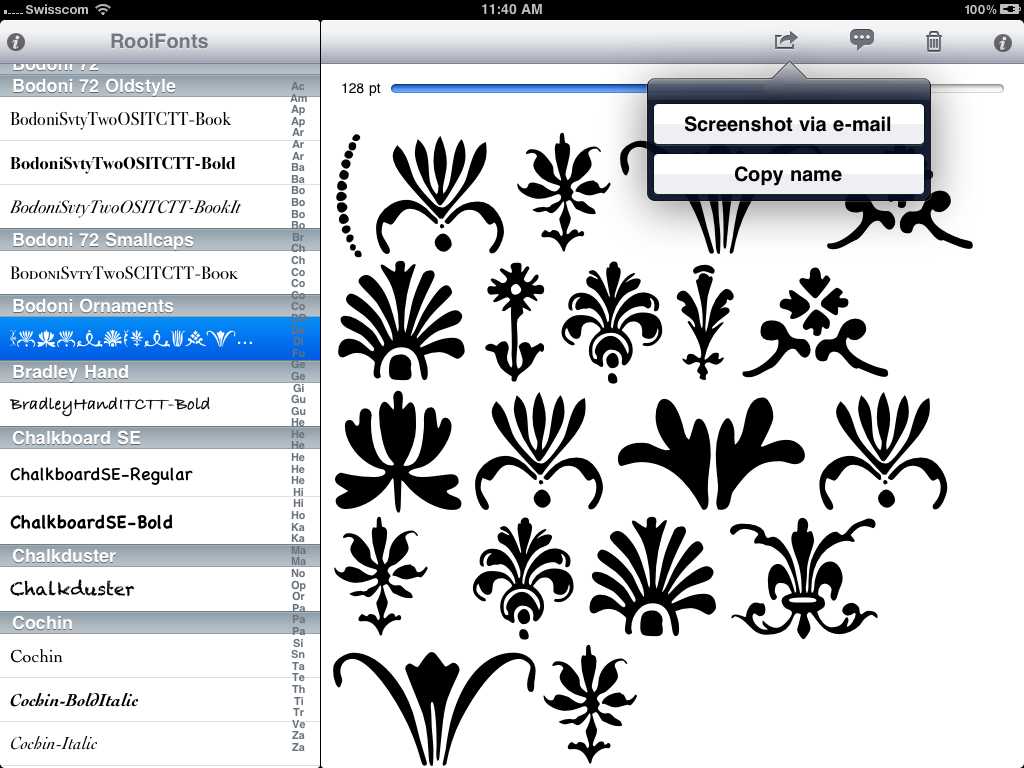 Swisscom
11:40 AM
100%
RooiFonts
Bodoni 72
Bodoni 72 Oldstyle
BodoniSvtyTwoOSITCTT-Book
BodoniSvtyTwoOSITCTT-Bold
BodoniSvtyTwoOSITCTT-BookIt
Bodoni 72 Smallcaps
BodoniSvtyTwoSCITCTT-Book
Bodoni Ornaments
...
Bradley Hand
BradleyHandITCTT-Bold
Chalkboard SE
ChalkboardSE-Regular
ChalkboardSE-Bold
Chalkduster
Chalkduster
Cochin
Cochin
Cochin-BoldItalic
Cochin-Italic
Ac
Am
Ap
Ap
Ar
Ar
Ar
Ba
Ba
Bo
Bo
Bo
Bo
Br
Ch
Ch
Co
Co
Co
Co
DB
De
Di
Fu
Ge
Ge
Gi
Gu
Gu
He
He
He
He
He
He
Hi
Hi
Ho
Ka
Ka
Ma
Ma
No
Op
Or
Pa
Pa
Pa
Si
Sn
Ta
Te
Th
Ti
Tr
Ve
Za
Za
128 pt
Screenshot via e-mail
Copy name